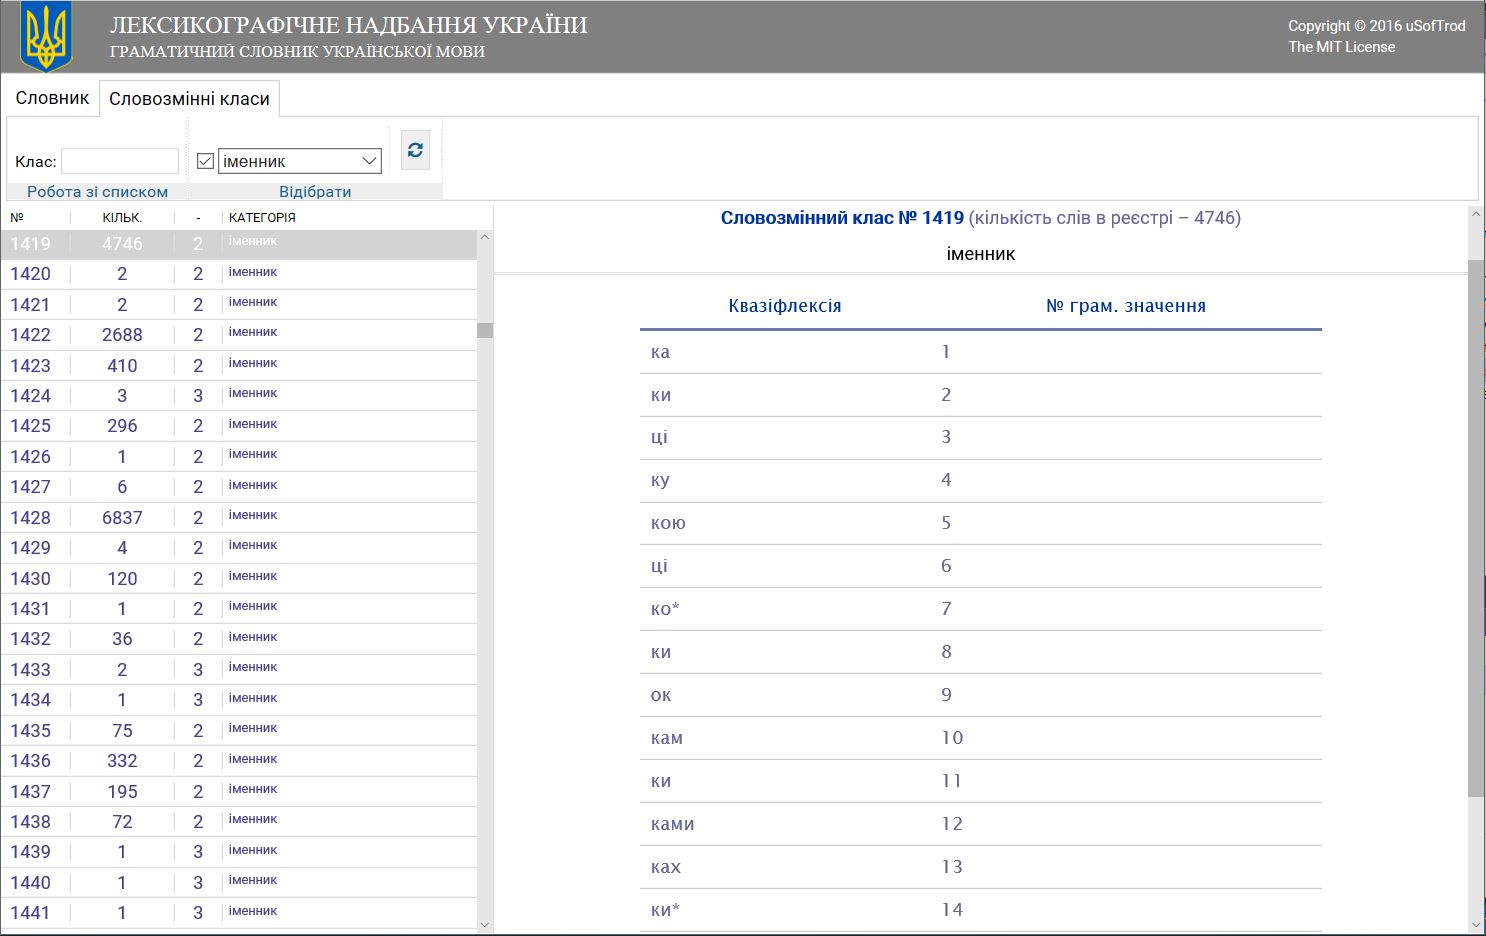 ЛЕКСИКОГРАФІЧНЕ НАДБАННЯ УКРАЇНИ
ГРАМАТИЧНИЙ СЛОВНИК УКРАЇНСЬКОЇ МОВИ
Copyright © 2016 uSofTrod
The MIT License
Словник Словозмінні класи
Клас: іменник
Робота зі списком Відібрати
№ КІЛЬК. - КАТЕГОРІЯ
1419 4746 2 іменник
1420 2 2 іменник
1421 2 2 іменник
1422 2688 2 іменник
1423 410 2 іменник
1424 3 3 іменник
1425 296 2 іменник
1426 1 2 іменник
1427 6 2 іменник
1428 6837 2 іменник
1429 4 2 іменник
1430 120 2 іменник
1431 1 2 іменник
1432 36 2 іменник
1433 2 3 іменник
1434 1 3 іменник
1435 75 2 іменник
1436 332 2 іменник
1437 195 2 іменник
1438 72 2 іменник
1439 1 3 іменник
1440 1 3 іменник
1441 1 3 іменник
Словозмінний клас № 1419 (кількість слів в реєстрі – 4746)
іменник
Квазіфлексія № грам. значення
ка 1
ки 2
ці 3
ку 4
кою 5
ці 6
ко* 7
ки 8
ок 9
кам 10
ки 11
ками 12
ках 13
ки* 14